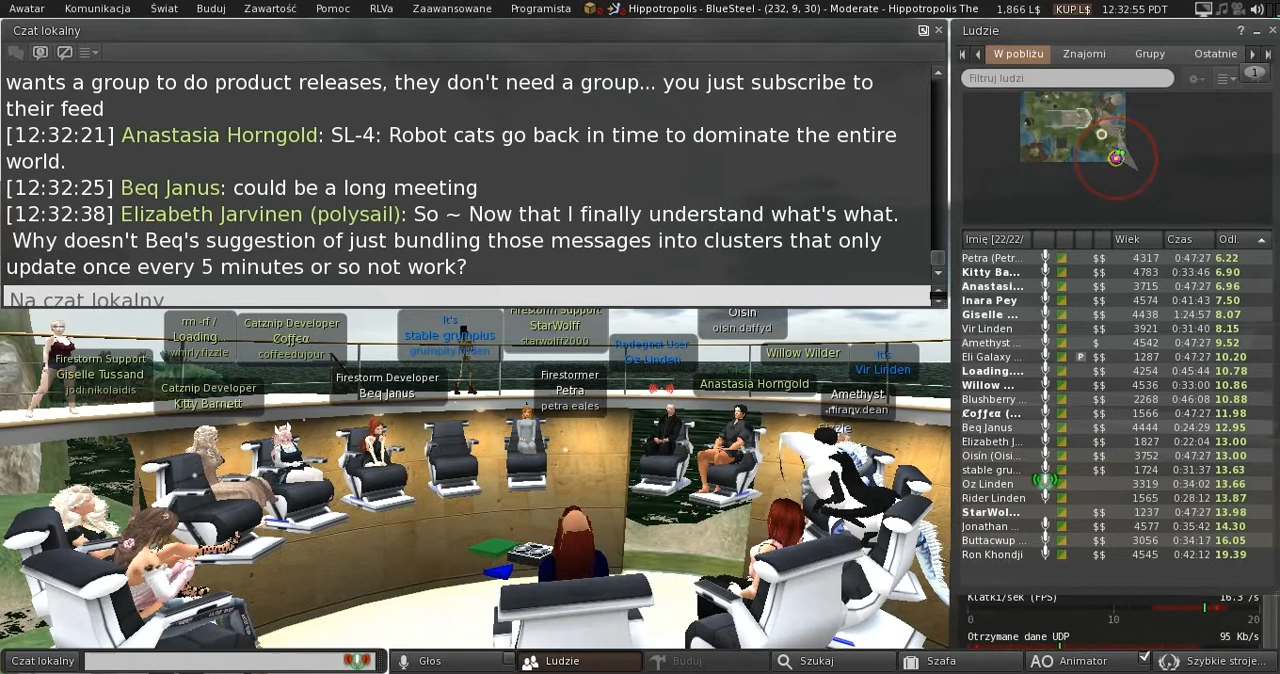 Awatar Komunikacja Świat Buduj Zawartość Pomoc RLVa Zaawansowane Programista Hippotropolis - BlueSteel - (232, 9, 30) - Moderate - Hippotropolis The 1,866 L$ KUP L$ 12:32:55 PDT
Czat lokalny
wants a group to do product releases, they don't need a group... you just subscribe to
their feed
[12:32:21] Anastasia Horngold: SL-4: Robot cats go back in time to dominate the entire
world.
[12:32:25] Beq Janus: could be a long meeting
[12:32:38] Elizabeth Jarvinen (polysail): So ~ Now that I finally understand what's what.
Why doesn't Beq's suggestion of just bundling those messages into clusters that only
update once every 5 minutes or so not work?
Na czat lokalny
rm -rf /
Loading...
whirly.fizzle
Catznip Developer
Coffee
coffeedujour
It's
stable grumpius
grumpity.linden
Firestorm Support
StarWolff
starwolff2000
Oisin
oisin.daffyd
Radegast User
Oz Linden
Willow Wilder
It's
Vir Linden
Firestorm Support
Giselle Tussand
jodi.nikolaidis
Catznip Developer
Kitty Barnett
Firestorm Developer
Beq Janus
Firestormer
Petra
petra.eales
Anastasia Horngold
Amethyst
Ludzie
? _ ×
W pobliżu Znajomi Grupy Ostatnie
Filtruj ludzi 1
Imię [22/22/ Wiek Czas Odl.
Petra (Petr... $$ 4317 0:47:27 6.22
Kitty Ba... $$ 4783 0:33:46 6.90
Anastasi... $$ 3715 0:47:27 6.96
Inara Pey $$ 4574 0:41:43 7.50
Giselle ... $$ 4438 1:24:57 8.07
Vir Linden $$ 3921 0:31:40 8.15
Amethyst ... $ 4542 0:47:27 9.52
Eli Galaxy ... P $$ 1287 0:47:27 10.20
Loading.... $$ 4254 0:45:44 10.78
Willow ... $$ 4536 0:33:00 10.86
Blushberry ... $$ 2268 0:46:08 10.88
Coffee (... $$ 1566 0:47:27 11.98
Beq Janus $$ 4444 0:24:29 12.95
Elizabeth J... $$ 1827 0:22:04 13.00
Oisín (Oisi... $$ 3752 0:47:27 13.00
stable gru... $$ 1724 0:31:37 13.63
Oz Linden 3319 0:34:02 13.66
Rider Linden 1565 0:28:12 13.87
StarWol... $$ 1237 0:47:27 13.98
Jonathan ... $$ 4577 0:35:42 14.30
Buttacwup ... $$ 3056 0:34:17 16.05
Ron Khondji $$ 4545 0:42:12 19.39
Klatki/sek (FPS) 16.3 /s
0 10 20
Otrzymane dane UDP 95 Kb/s
Czat lokalny Głos Ludzie Buduj Szukaj Szafa AO Animator Szybkie stroje...